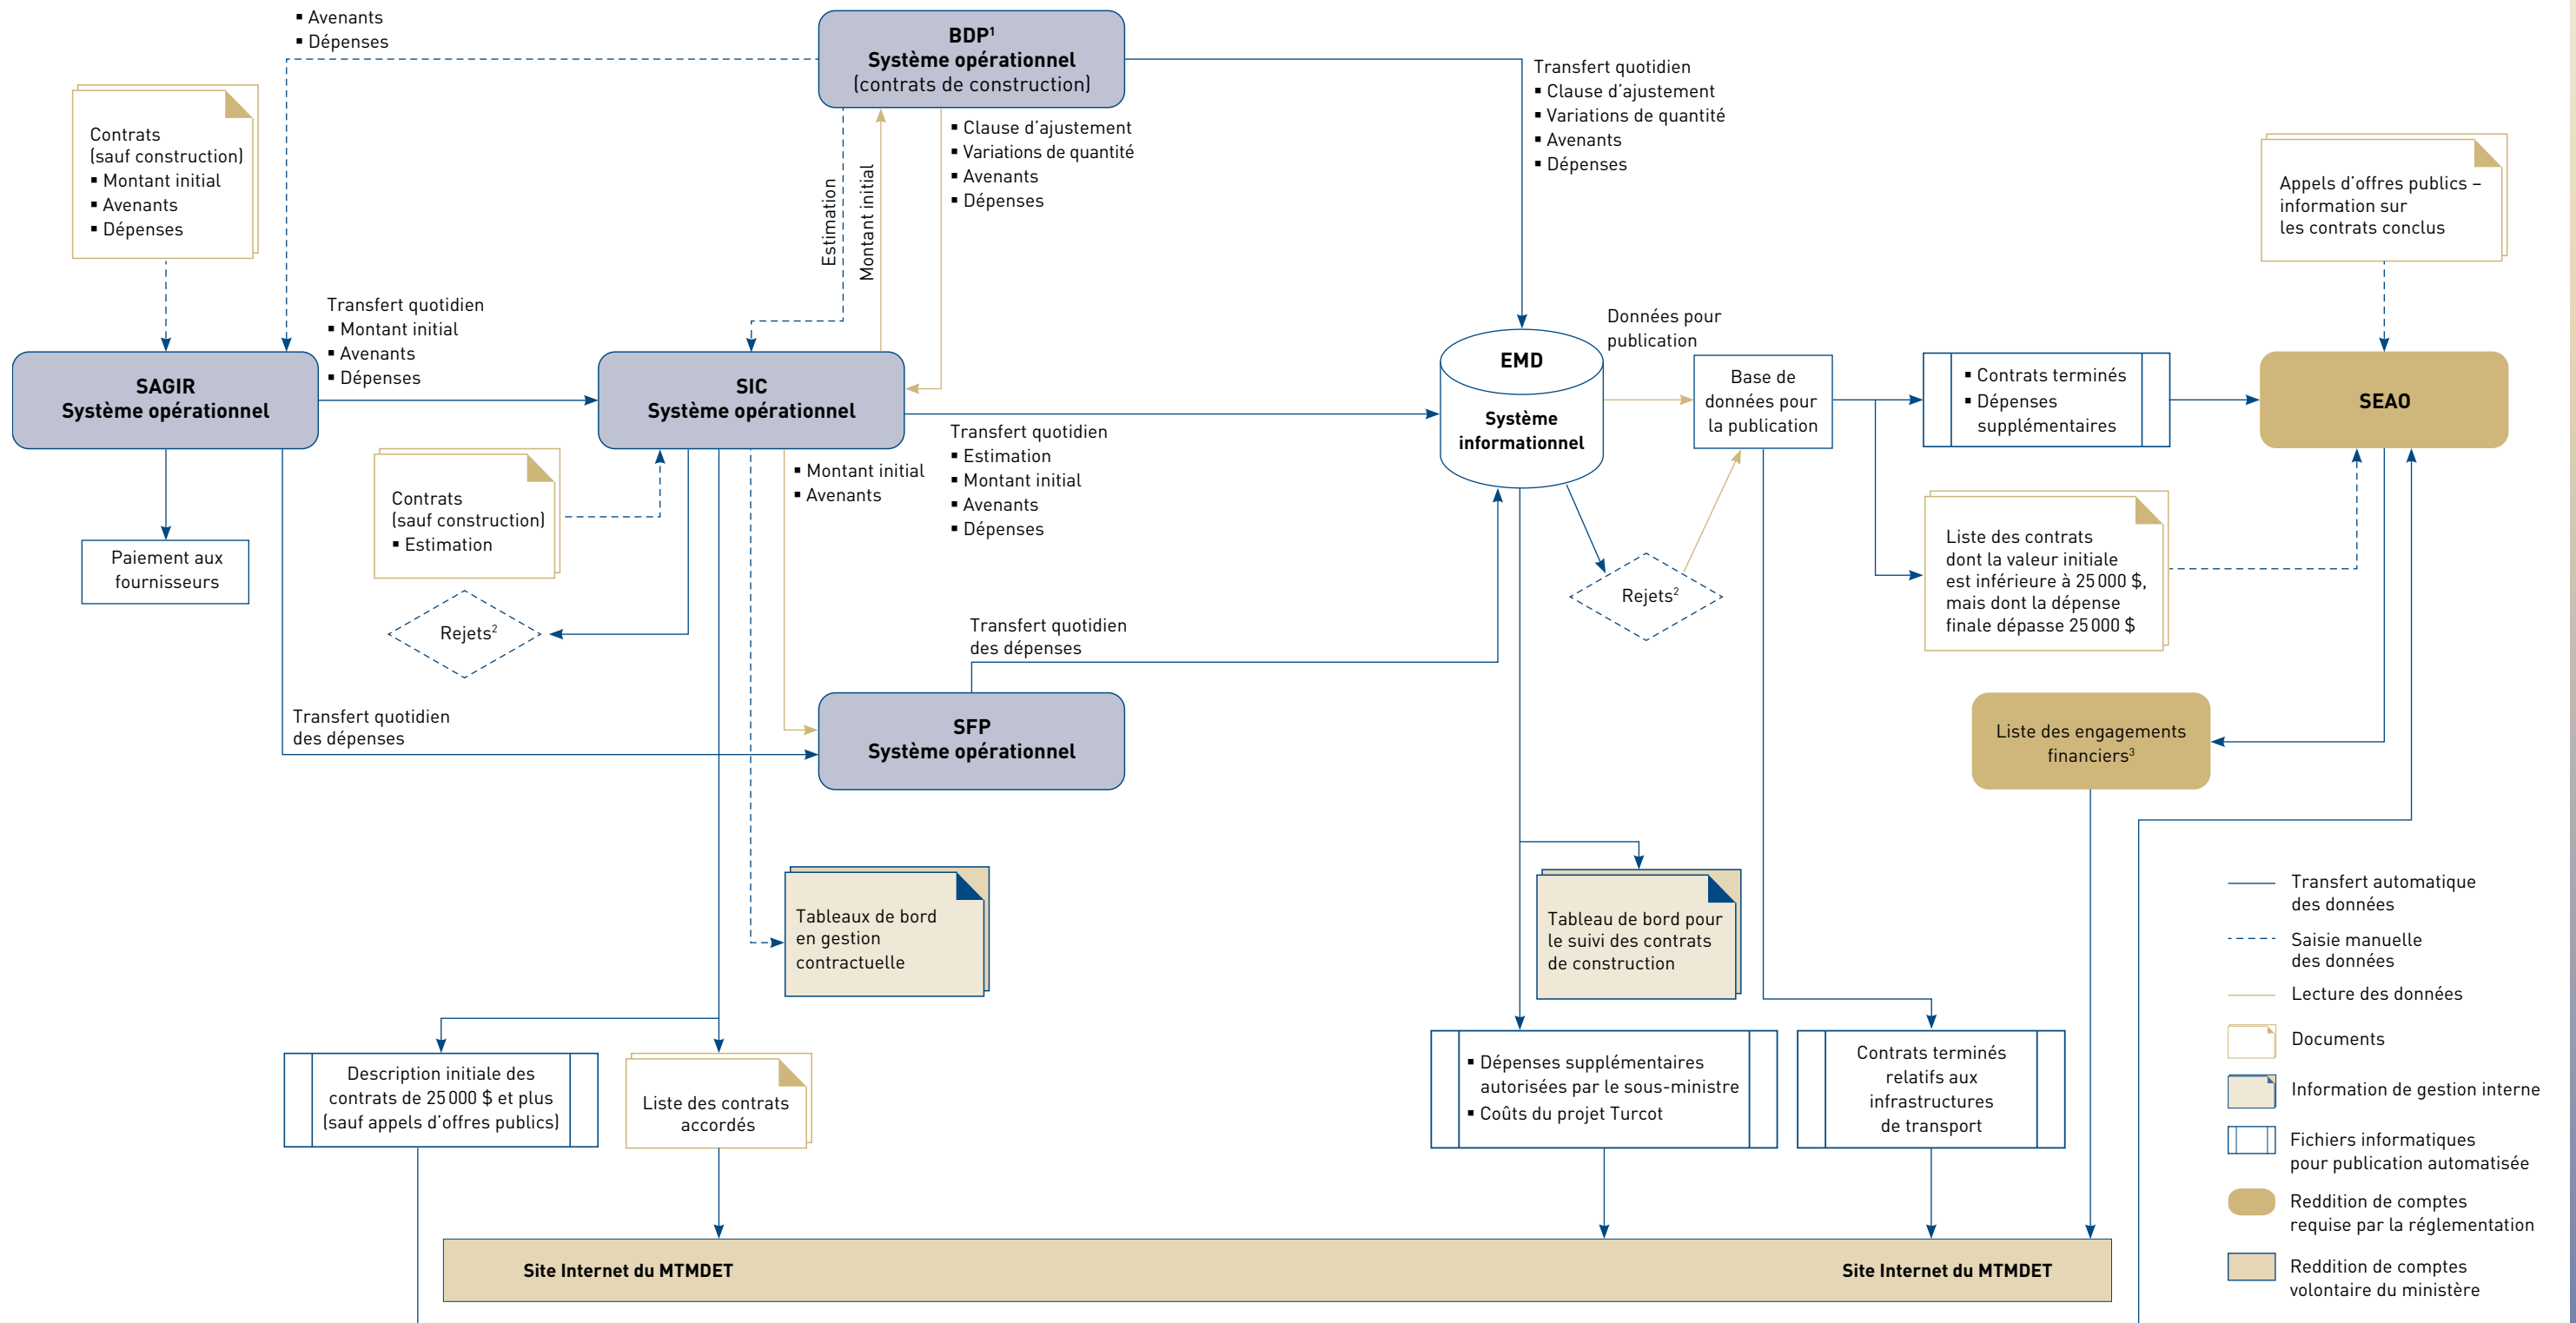 ▪ Avenants
▪ Dépenses
BDP¹
Système opérationnel
(contrats de construction)
Transfert quotidien
▪ Clause d'ajustement
▪ Variations de quantité
▪ Avenants
▪ Dépenses
Contrats
(sauf construction)
▪ Montant initial
▪ Avenants
▪ Dépenses
Estimation
Montant initial
▪ Clause d'ajustement
▪ Variations de quantité
▪ Avenants
▪ Dépenses
Appels d'offres publics –
information sur
les contrats conclus
Transfert quotidien
▪ Montant initial
▪ Avenants
▪ Dépenses
SAGIR
Système opérationnel
SIC
Système opérationnel
EMD
Système
informationnel
Données pour
publication
Base de
données pour
la publication
▪ Contrats terminés
▪ Dépenses
supplémentaires
SEAO
Paiement aux
fournisseurs
Contrats
(sauf construction)
▪ Estimation
▪ Montant initial
▪ Avenants
Transfert quotidien
▪ Estimation
▪ Montant initial
▪ Avenants
▪ Dépenses
Rejets²
Rejets²
Liste des contrats
dont la valeur initiale
est inférieure à 25 000 $,
mais dont la dépense
finale dépasse 25 000 $
Transfert quotidien
des dépenses
Transfert quotidien
des dépenses
SFP
Système opérationnel
Liste des engagements
financiers³
Tableaux de bord
en gestion
contractuelle
Tableau de bord pour
le suivi des contrats
de construction
Description initiale des
contrats de 25 000 $ et plus
(sauf appels d'offres publics)
Liste des contrats
accordés
▪ Dépenses supplémentaires
autorisées par le sous-ministre
▪ Coûts du projet Turcot
Contrats terminés
relatifs aux
infrastructures
de transport
Site Internet du MTMDET
Site Internet du MTMDET
Transfert automatique
des données
Saisie manuelle
des données
Lecture des données
Documents
Information de gestion interne
Fichiers informatiques
pour publication automatisée
Reddition de comptes
requise par la réglementation
Reddition de comptes
volontaire du ministère